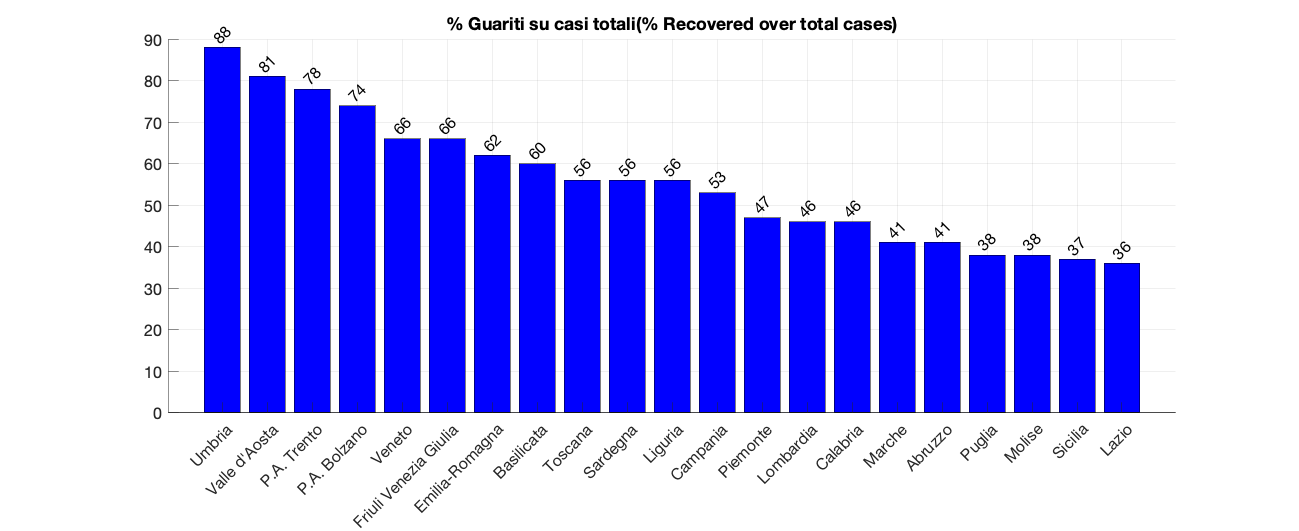 % Guariti su casi totali(% Recovered over total cases)
88
81
78
74
66
66
62
60
56
56
56
53
47
46
46
41
41
38
38
37
36
90
80
70
60
50
40
30
20
10
0
Umbria
Valle d'Aosta
P.A. Trento
P.A. Bolzano
Veneto
Friuli Venezia Giulia
Emilia-Romagna
Basilicata
Toscana
Sardegna
Liguria
Campania
Piemonte
Lombardia
Calabria
Marche
Abruzzo
Puglia
Molise
Sicilia
Lazio